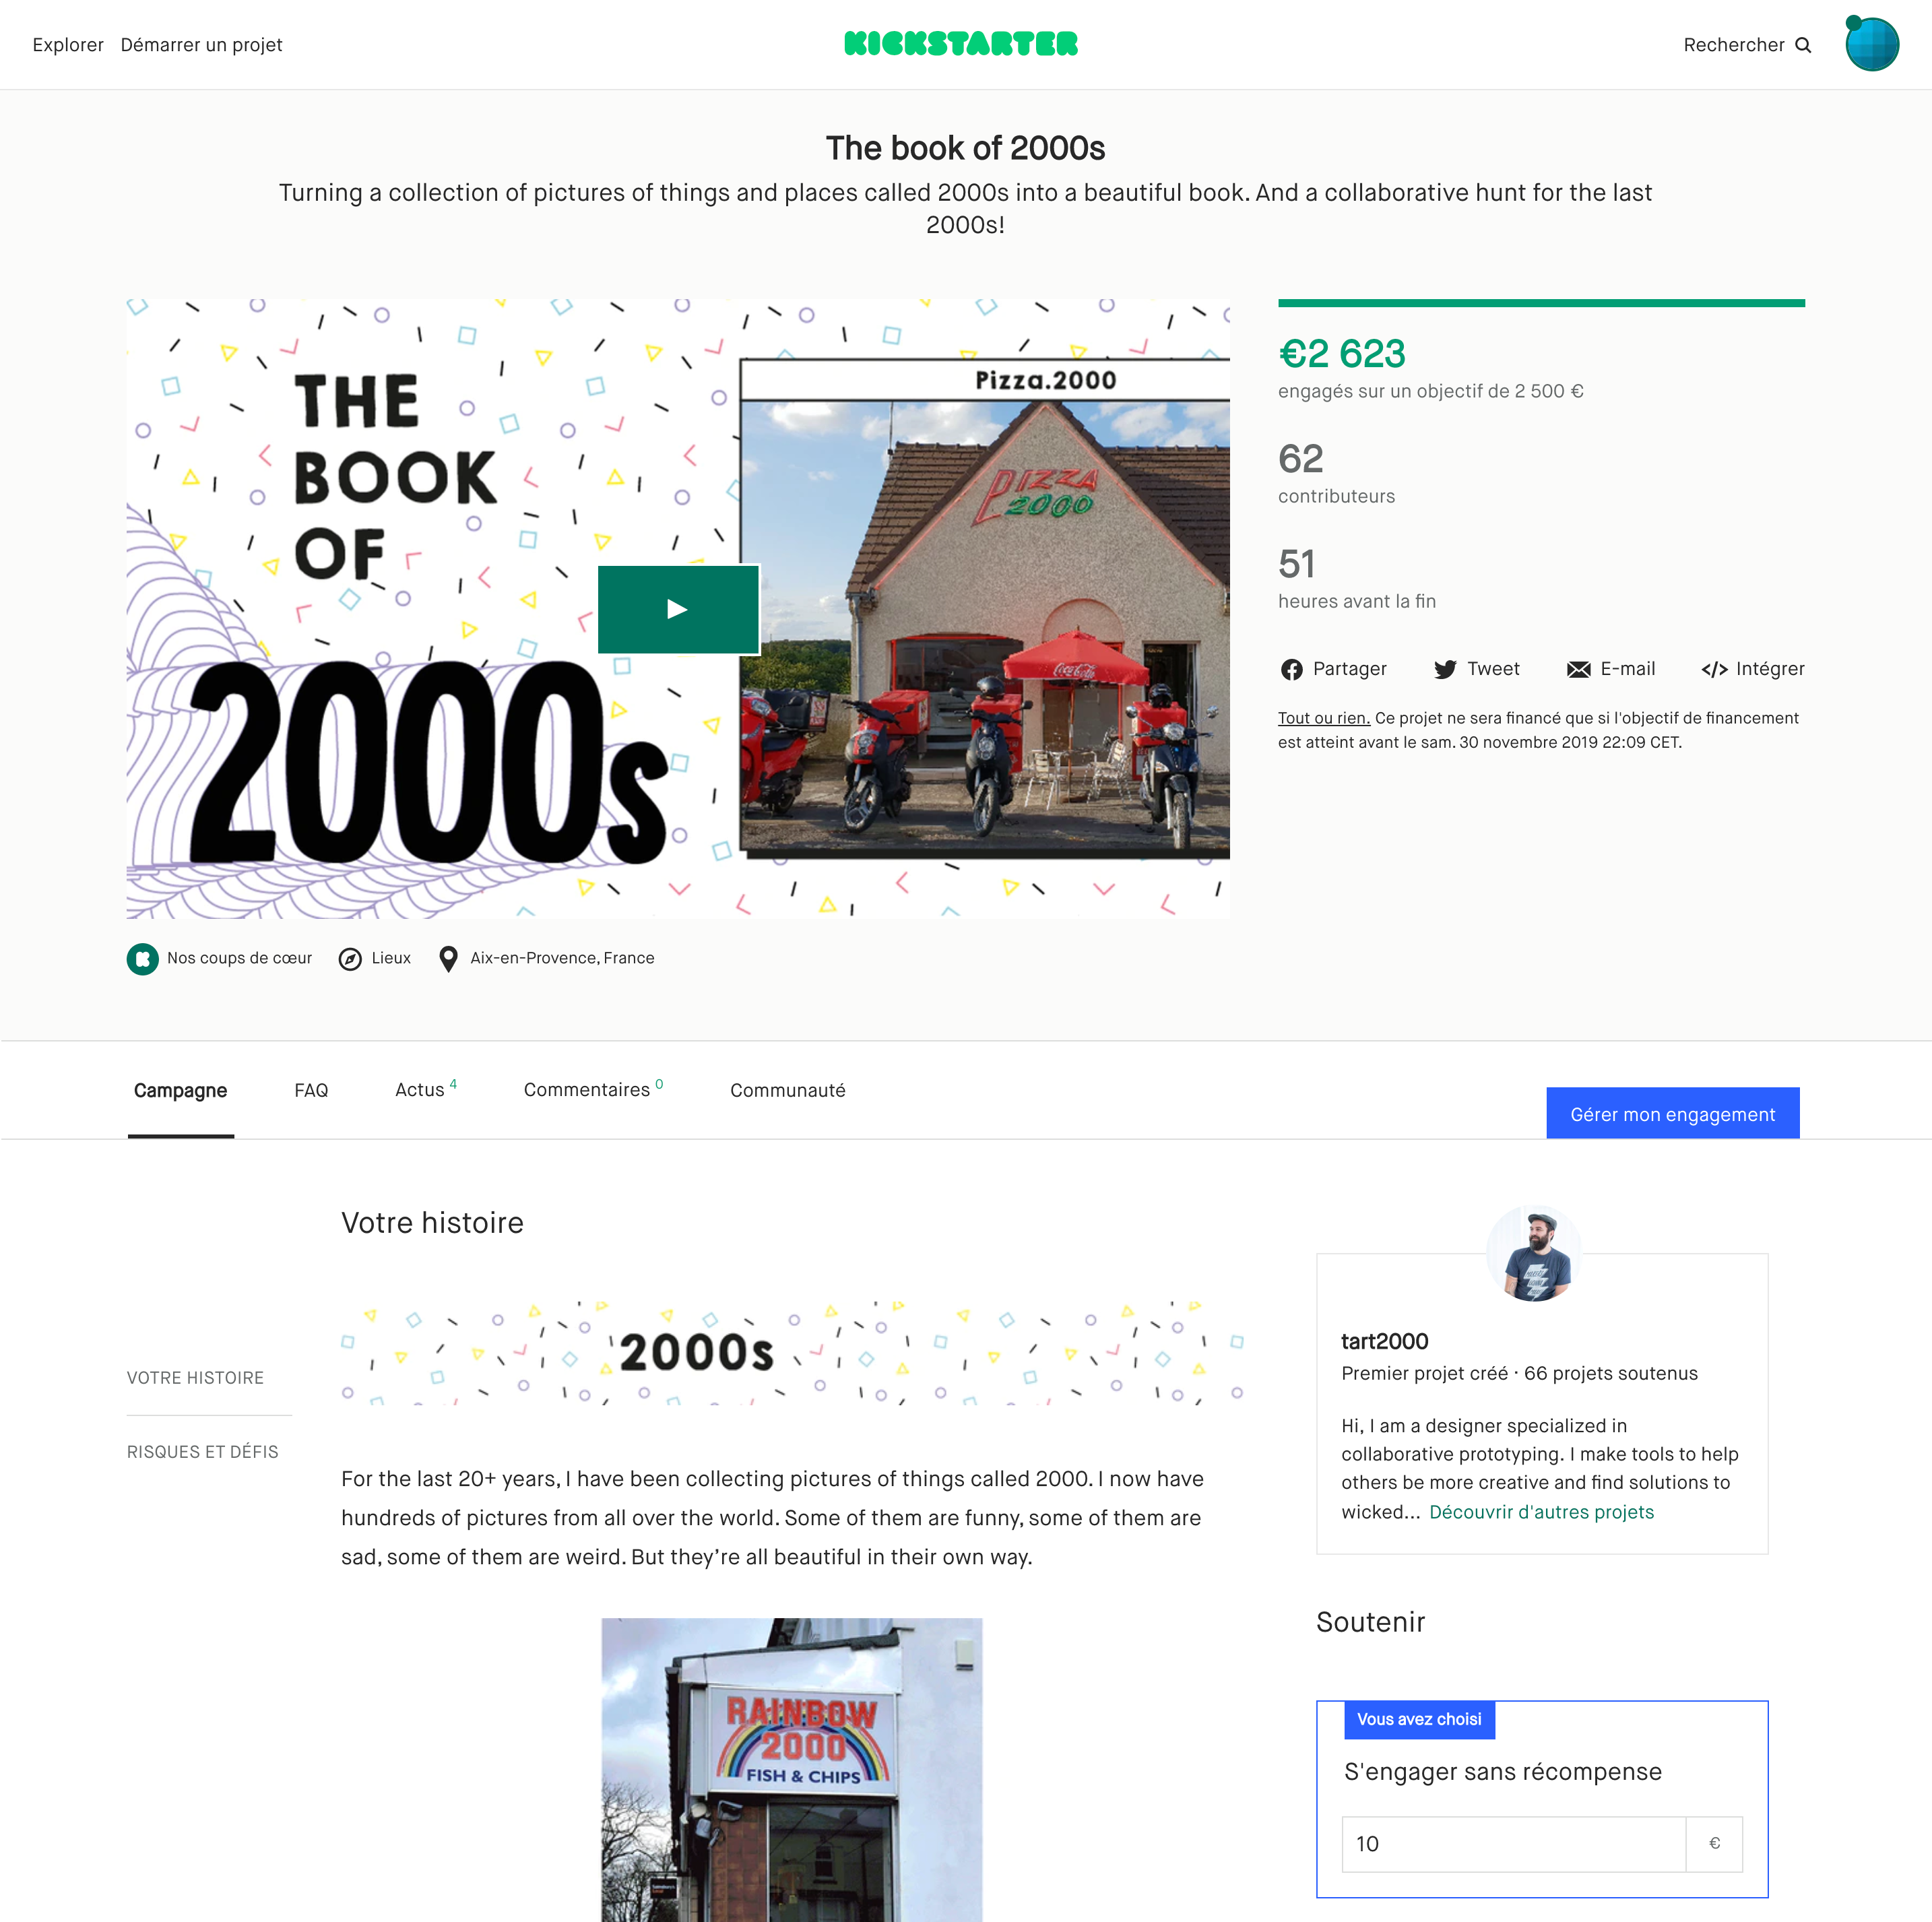 Explorer
Démarrer un projet
KICKSTARTER
Rechercher
The book of 2000s
Turning a collection of pictures of things and places called 2000s into a beautiful book. And a collaborative hunt for the last
2000s!
THE
BOOK
OF
2000s
Pizza.2000
PIZZA
2000
Coca-Cola
€2 623
engagés sur un objectif de 2 500 €
62
contributeurs
51
heures avant la fin
Partager
Tweet
E-mail
</> Intégrer
Tout ou rien. Ce projet ne sera financé que si l'objectif de financement
est atteint avant le sam. 30 novembre 2019 22:09 CET.
Nos coups de cœur
Lieux
Aix-en-Provence, France
Campagne
FAQ
Actus 4
Commentaires 0
Communauté
Gérer mon engagement
VOTRE HISTOIRE
RISQUES ET DÉFIS
Votre histoire
2000s
For the last 20+ years, I have been collecting pictures of things called 2000. I now have
hundreds of pictures from all over the world. Some of them are funny, some of them are
sad, some of them are weird. But they’re all beautiful in their own way.
RAINBOW
2000
FISH & CHIPS
tart2000
Premier projet créé · 66 projets soutenus
Hi, I am a designer specialized in
collaborative prototyping. I make tools to help
others be more creative and find solutions to
wicked... Découvrir d'autres projets
Soutenir
Vous avez choisi
S'engager sans récompense
10
€